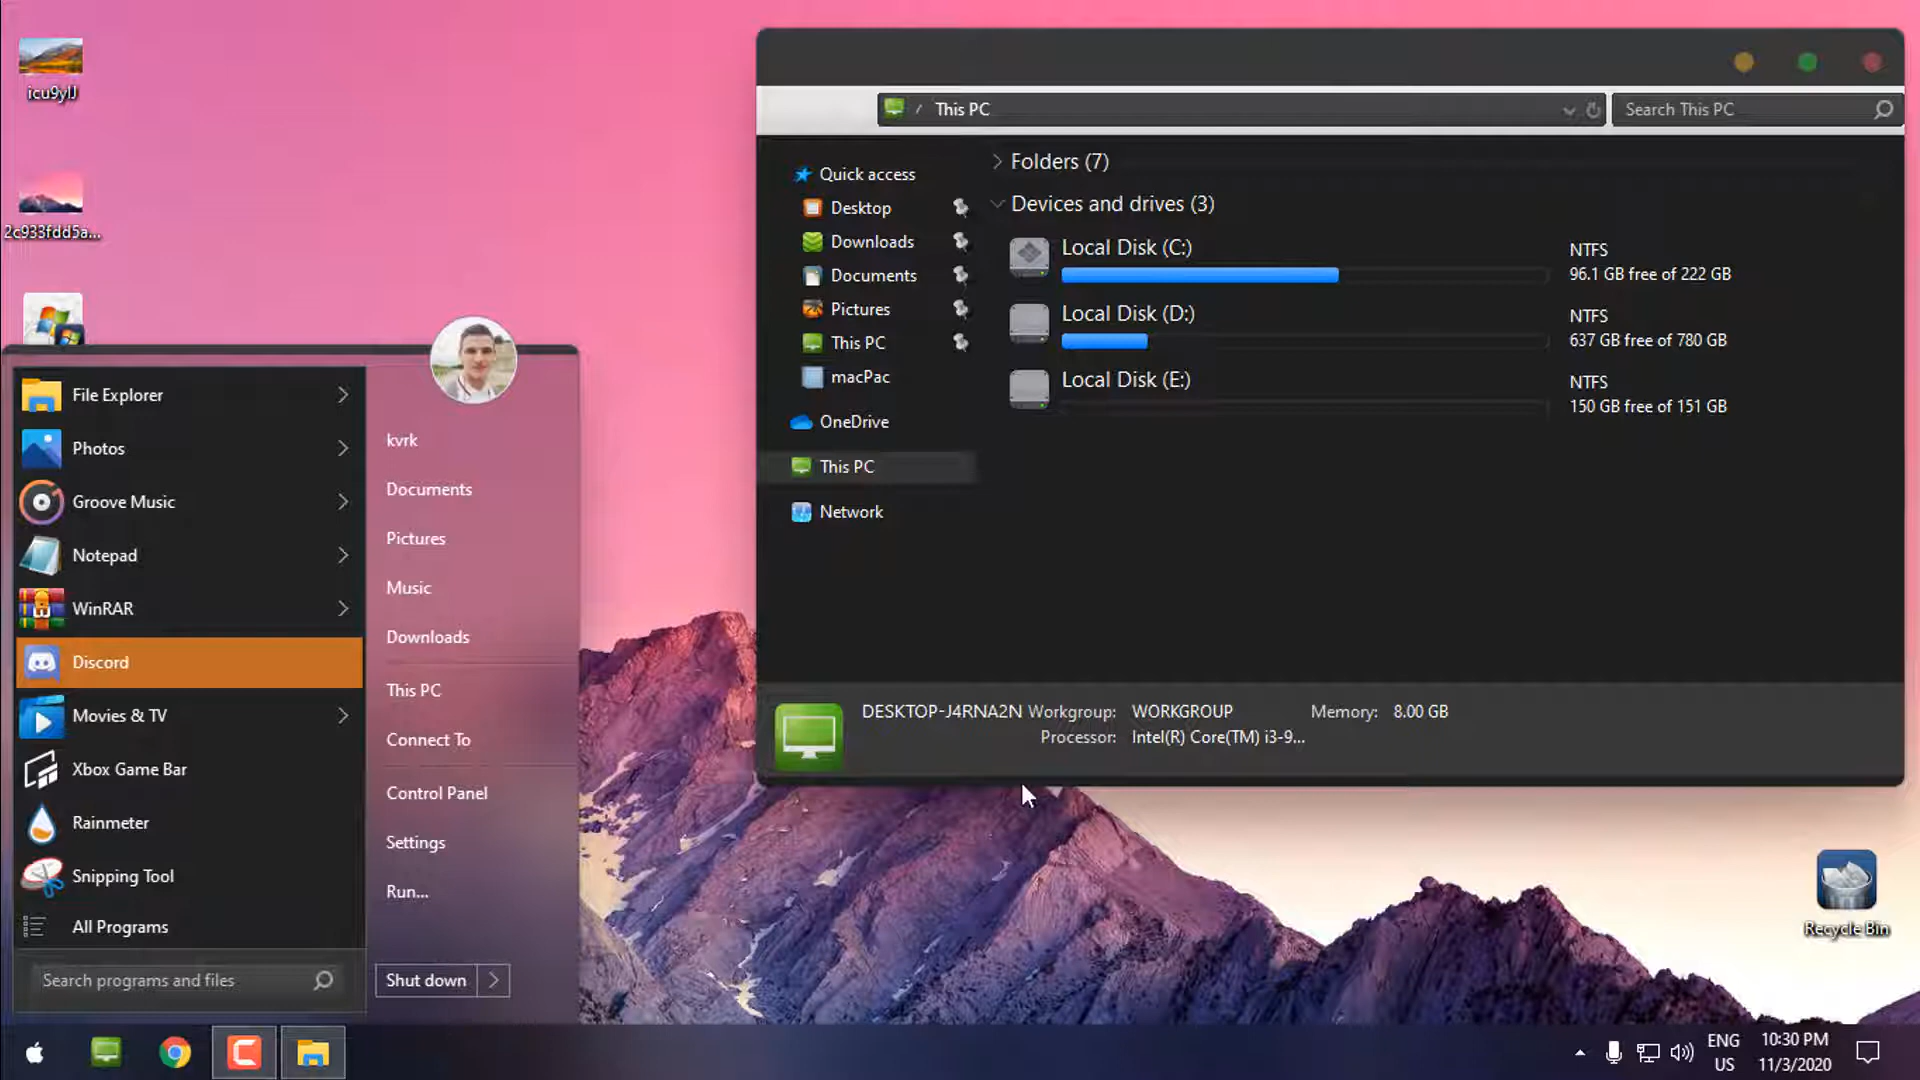 icu9yIJ
2c933fdd5a...
File Explorer
Photos
Groove Music
Notepad
WinRAR
Discord
Movies & TV
Xbox Game Bar
Rainmeter
Snipping Tool
All Programs
Search programs and files
kvrk
Documents
Pictures
Music
Downloads
This PC
Connect To
Control Panel
Settings
Run...
Shut down
This PC
Search This PC
Quick access
Desktop
Downloads
Documents
Pictures
This PC
macPac
OneDrive
This PC
Network
Folders (7)
Devices and drives (3)
Local Disk (C:)
NTFS
96.1 GB free of 222 GB
Local Disk (D:)
NTFS
637 GB free of 780 GB
Local Disk (E:)
NTFS
150 GB free of 151 GB
DESKTOP-J4RNA2N Workgroup: WORKGROUP Memory: 8.00 GB
Processor: Intel(R) Core(TM) i3-9...
Recycle Bin
ENG
US
10:30 PM
11/3/2020